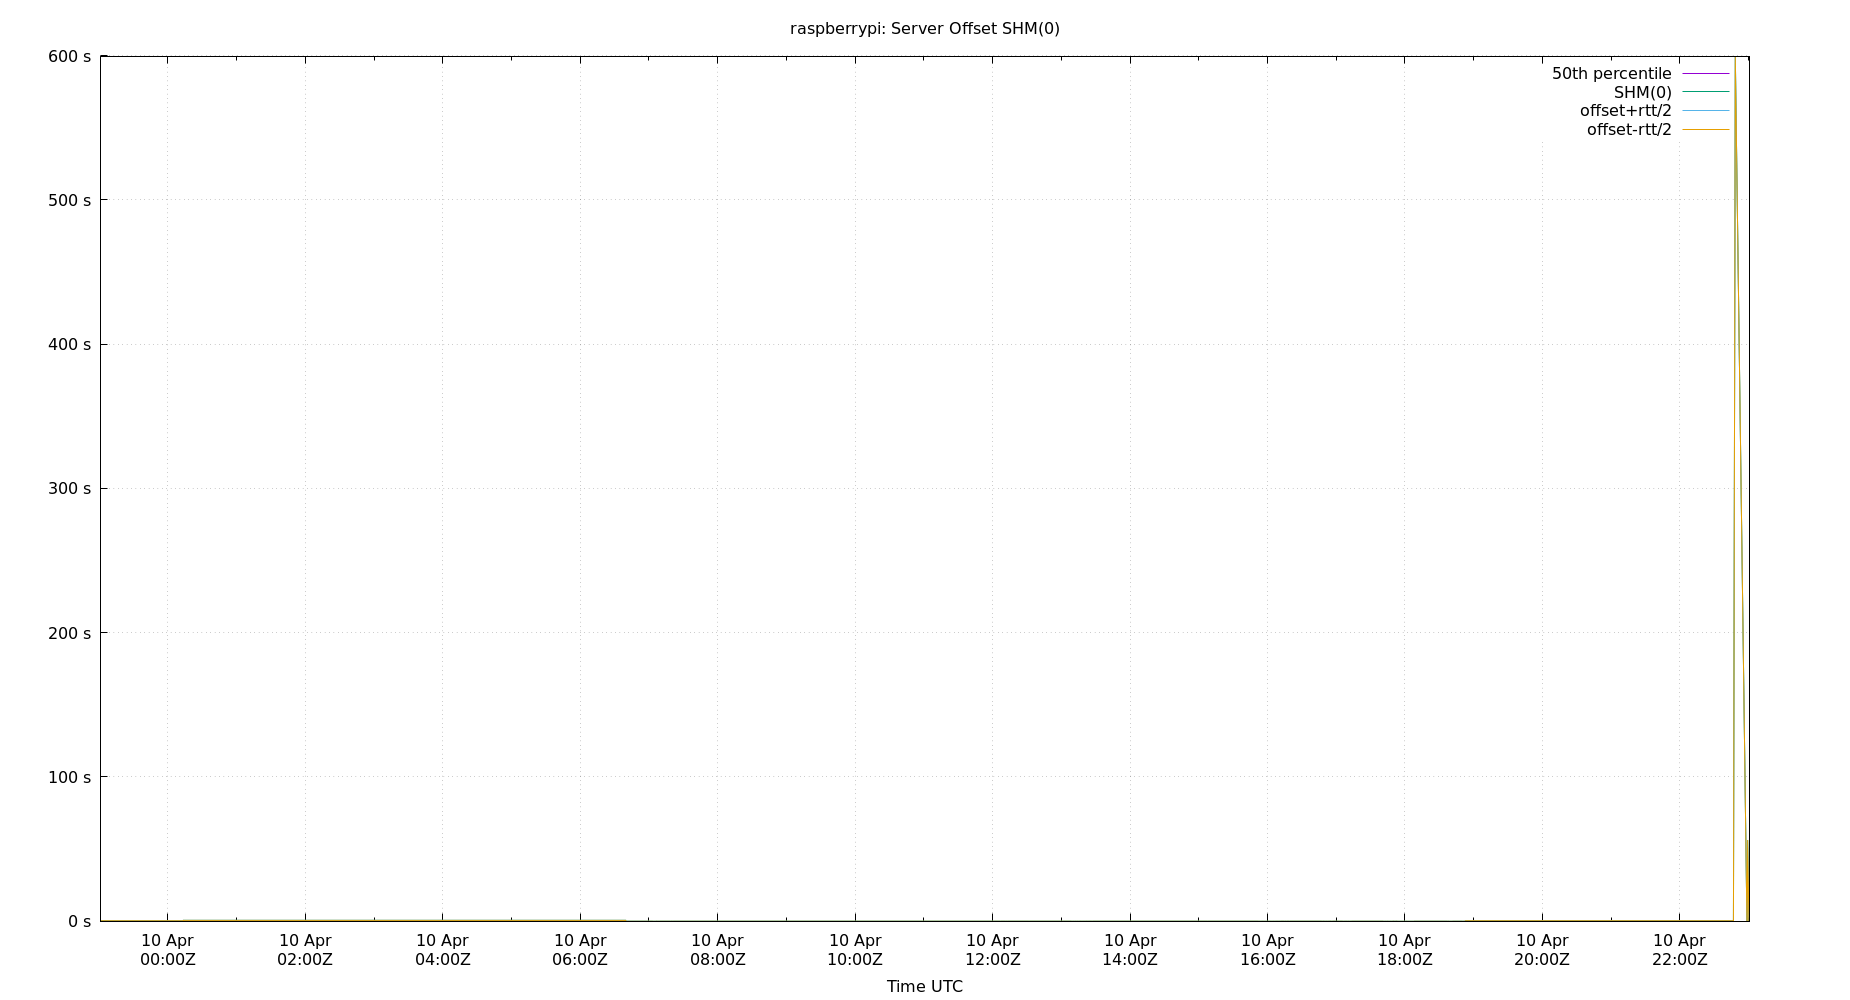 raspberrypi: Server Offset SHM(0)
600 s
500 s
400 s
300 s
200 s
100 s
0 s
50th percentile
SHM(0)
offset+rtt/2
offset-rtt/2
10 Apr 10 Apr 10 Apr 10 Apr 10 Apr 10 Apr 10 Apr 10 Apr 10 Apr 10 Apr 10 Apr 10 Apr
00:00Z 02:00Z 04:00Z 06:00Z 08:00Z 10:00Z 12:00Z 14:00Z 16:00Z 18:00Z 20:00Z 22:00Z
Time UTC